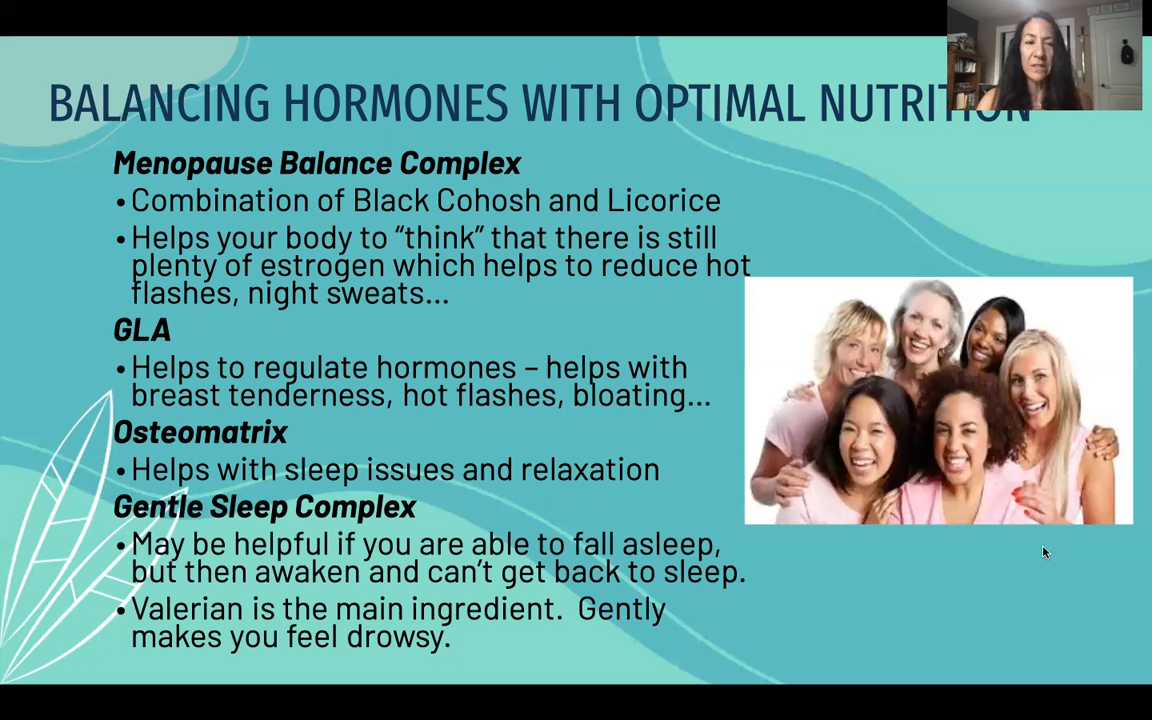 BALANCING HORMONES WITH OPTIMAL NUTRITION
Menopause Balance Complex
• Combination of Black Cohosh and Licorice
• Helps your body to “think” that there is still
plenty of estrogen which helps to reduce hot
flashes, night sweats...
GLA
• Helps to regulate hormones – helps with
breast tenderness, hot flashes, bloating...
Osteomatrix
• Helps with sleep issues and relaxation
Gentle Sleep Complex
• May be helpful if you are able to fall asleep,
but then awaken and can’t get back to sleep.
• Valerian is the main ingredient.  Gently
makes you feel drowsy.